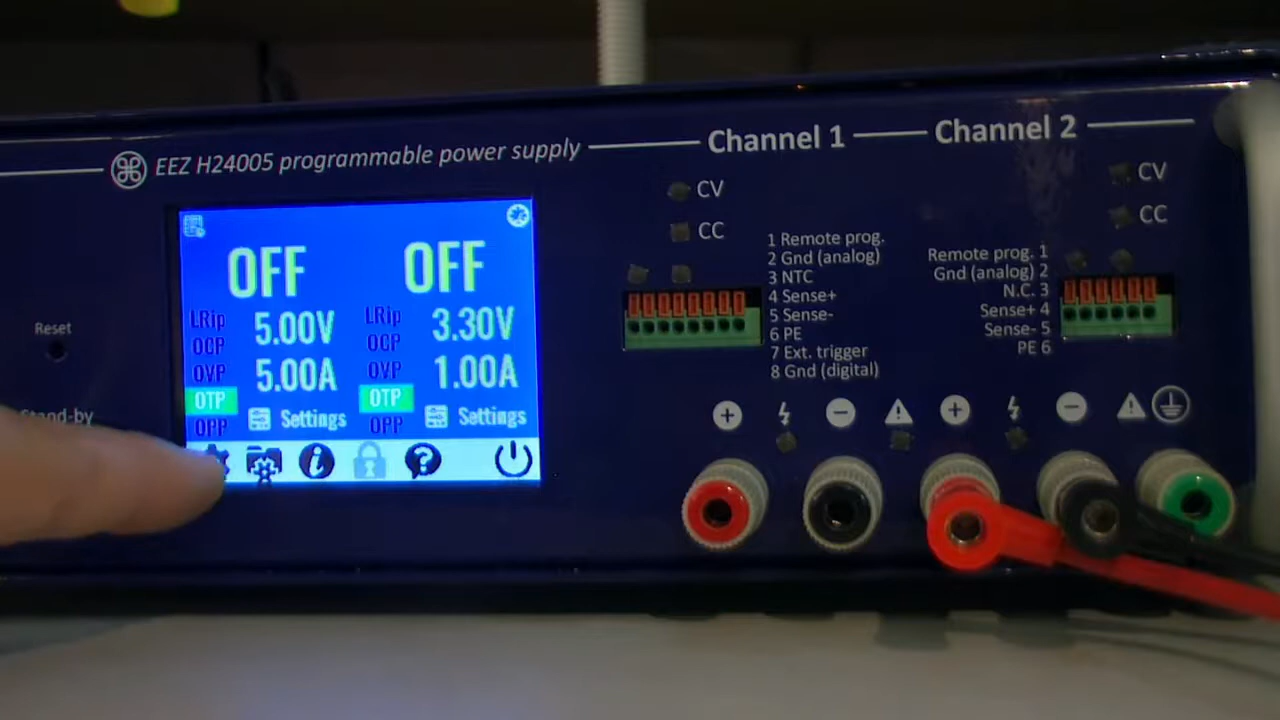 EEZ H24005 programmable power supply
Channel 1
Channel 2
CV
CC
CV
CC
1 Remote prog.
2 Gnd (analog)
3 NTC
4 Sense+
5 Sense-
6 PE
7 Ext. trigger
8 Gnd (digital)
Remote prog. 1
Gnd (analog) 2
N.C. 3
Sense+ 4
Sense- 5
PE 6
Reset
Stand-by
OFF
LRip
5.00V
OCP
OVP
5.00A
OTP
Settings
OPP
OFF
LRip
3.30V
OCP
OVP
1.00A
OTP
Settings
OPP